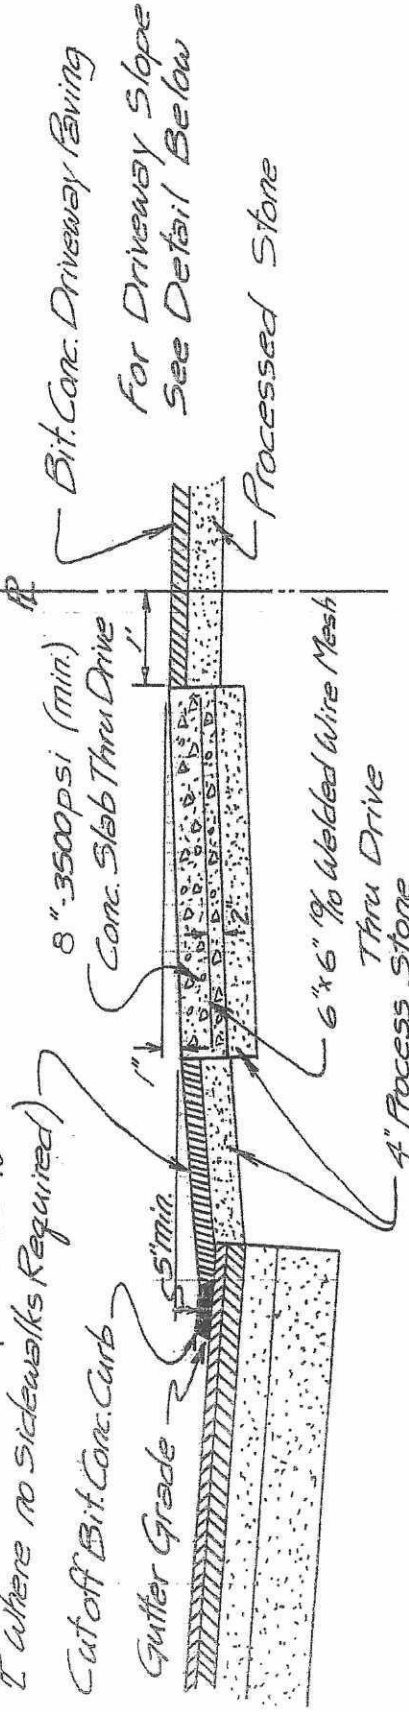 Where no Sidewalks Required)
Cutoff Bit. Conc. Curb
Gutter Grade
5" min.
1"
8"-3500psi (min.)
Conc. Slab Thru Drive
2"
6"x6" 10/10 Welded Wire Mesh
Thru Drive
4" Process Stone
1'
PL
Bit. Conc. Driveway Paving
For Driveway Slope
See Detail Below
Processed Stone